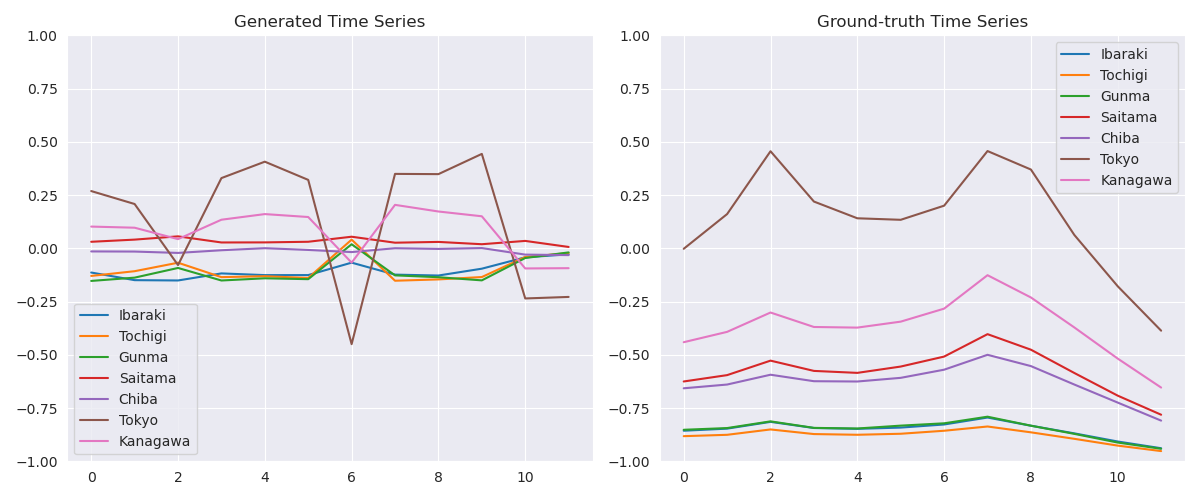 Generated Time Series
1.00
0.75
0.50
0.25
0.00
−0.25
−0.50
−0.75
−1.00
Ibaraki
Tochigi
Gunma
Saitama
Chiba
Tokyo
Kanagawa
0 2 4 6 8 10
Ground-truth Time Series
1.00
0.75
0.50
0.25
0.00
−0.25
−0.50
−0.75
−1.00
Ibaraki
Tochigi
Gunma
Saitama
Chiba
Tokyo
Kanagawa
0 2 4 6 8 10